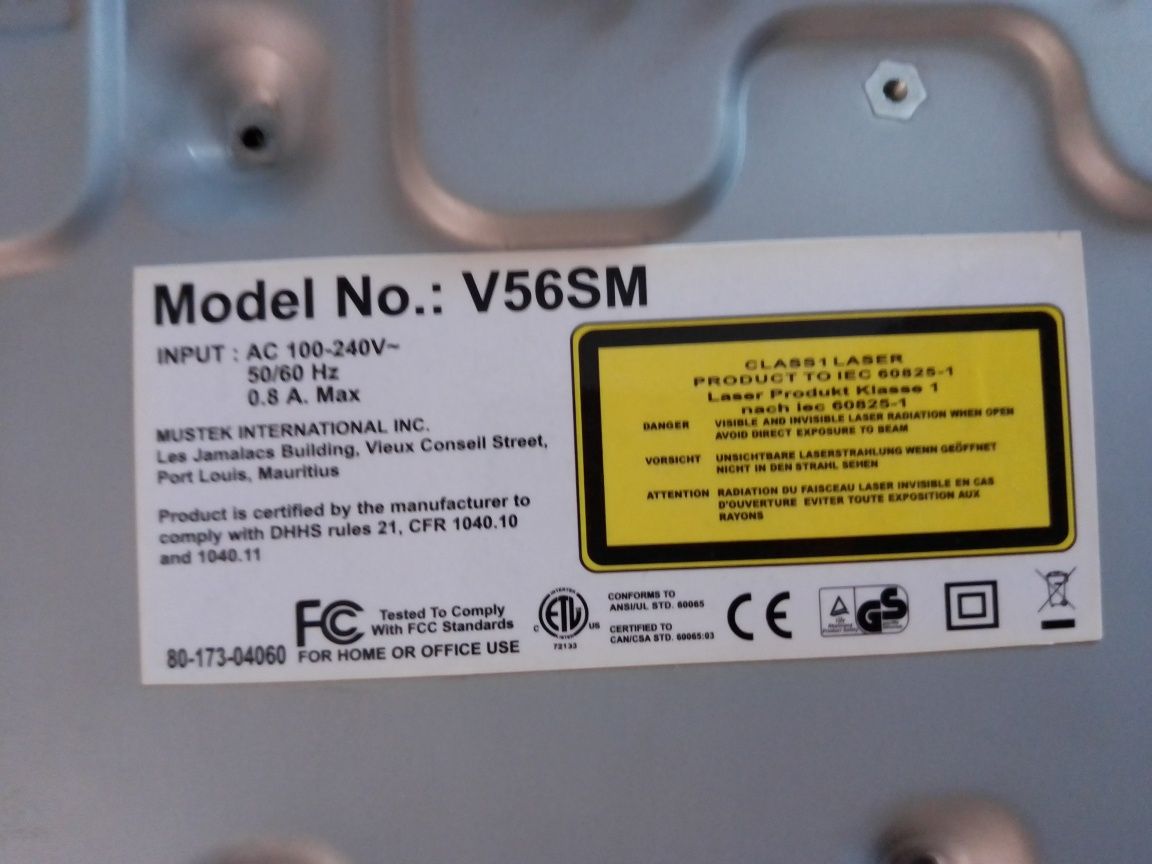 Model No.: V56SM
INPUT : AC 100-240V~
50/60 Hz
0.8 A. Max
MUSTEK INTERNATIONAL INC.
Les Jamalacs Building, Vieux Conseil Street,
Port Louis, Mauritius
Product is certified by the manufacturer to
comply with DHHS rules 21, CFR 1040.10
and 1040.11
CLASS1 LASER
PRODUCT TO IEC 60825-1
Laser Produkt Klasse 1
nach Iec 60825-1
DANGER VISIBLE AND INVISIBLE LASER RADIATION WHEN OPEN
AVOID DIRECT EXPOSURE TO BEAM
VORSICHT UNSICHTBARE LASERSTRAHLUNG WENN GEÖFFNET
NICHT IN DEN STRAHL SEHEN
ATTENTION RADIATION DU FAISCEAU LASER INVISIBLE EN CAS
D'OUVERTURE EVITER TOUTE EXPOSITION AUX
RAYONS
FC Tested To Comply
With FCC Standards
FOR HOME OR OFFICE USE
80-173-04060
INTERTEK
C ETL US
72133
CONFORMS TO
ANSI/UL STD. 60065
CERTIFIED TO
CAN/CSA STD. 60065:03
CE
GS